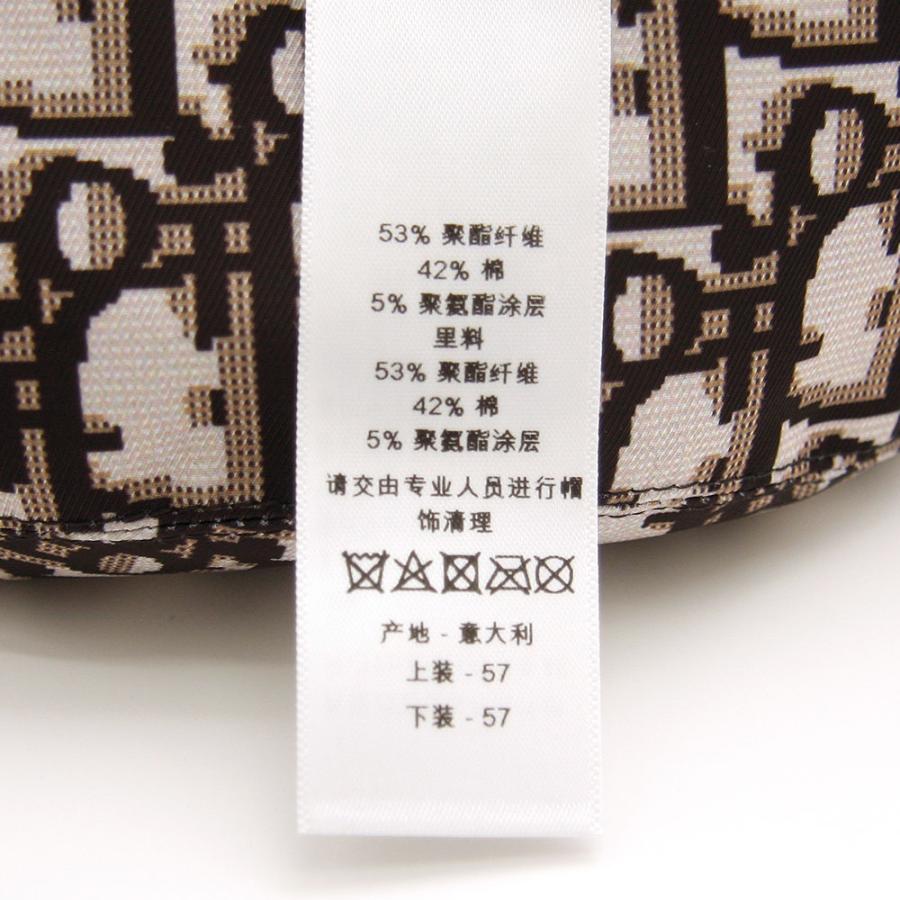 53% 聚酯纤维
42% 棉
5% 聚氨酯涂层
里料
53% 聚酯纤维
42% 棉
5% 聚氨酯涂层
请交由专业人员进行帽
饰清理
产地 - 意大利
上装 - 57
下装 - 57